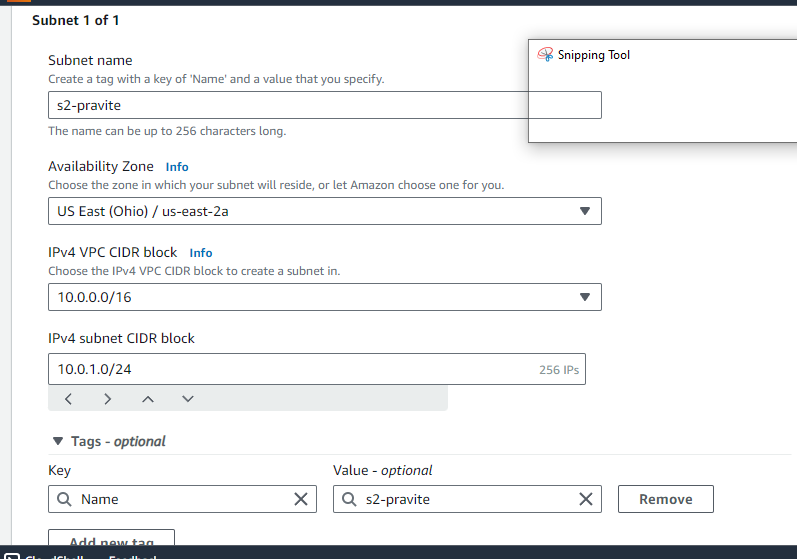 Subnet 1 of 1
Snipping Tool
Subnet name
Create a tag with a key of 'Name' and a value that you specify.
s2-pravite
The name can be up to 256 characters long.
Availability Zone Info
Choose the zone in which your subnet will reside, or let Amazon choose one for you.
US East (Ohio) / us-east-2a
IPv4 VPC CIDR block Info
Choose the IPv4 VPC CIDR block to create a subnet in.
10.0.0.0/16
IPv4 subnet CIDR block
10.0.1.0/24 256 IPs
Tags - optional
Key Value - optional
Name s2-pravite Remove
Add new tag
CloudShell Feedback